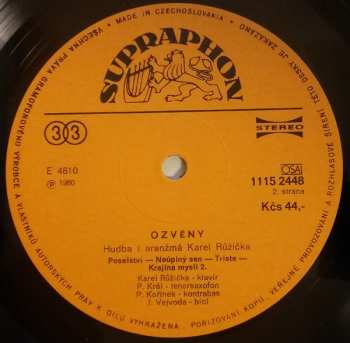 • MADE IN CZECHOSLOVAKIA • VŠECHNA PRÁVA GRAMOFONOVÉHO VÝROBCE A VLASTNÍKŮ AUTORSKÝCH PRÁV K DÍLU VYHRAZENA. POŘIZOVÁNÍ KOPIÍ, VEŘEJNÉ PROVOZOVÁNÍ A ROZHLASOVÉ ŠÍŘENÍ TÉTO DESKY JE ZAKÁZÁNO
SUPRAPHON
33
STEREO
E 4810
Ⓟ 1980
OSA
1115 2448
2. strana
Kčs 44,-
OZVĚNY
Hudba i aranžmá Karel Růžička
Poselství — Neúplný sen — Triste —
Krajina mysli 2.
Karel Růžička - klavír
P. Král - tenorsaxofon
P. Kořínek - kontrabas
J. Vejvoda - bicí